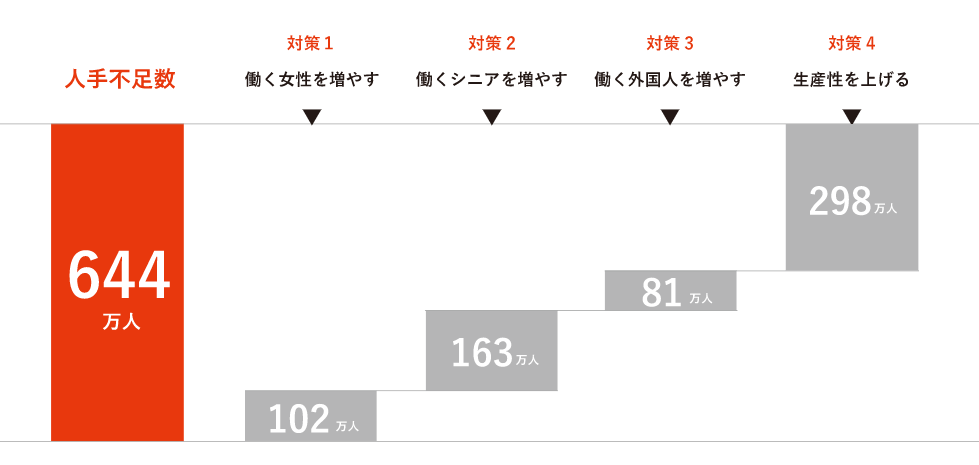 人手不足数
644
万人
対策 1
働く女性を増やす
102 万人
対策 2
働くシニアを増やす
163 万人
対策 3
働く外国人を増やす
81 万人
対策 4
生産性を上げる
298 万人